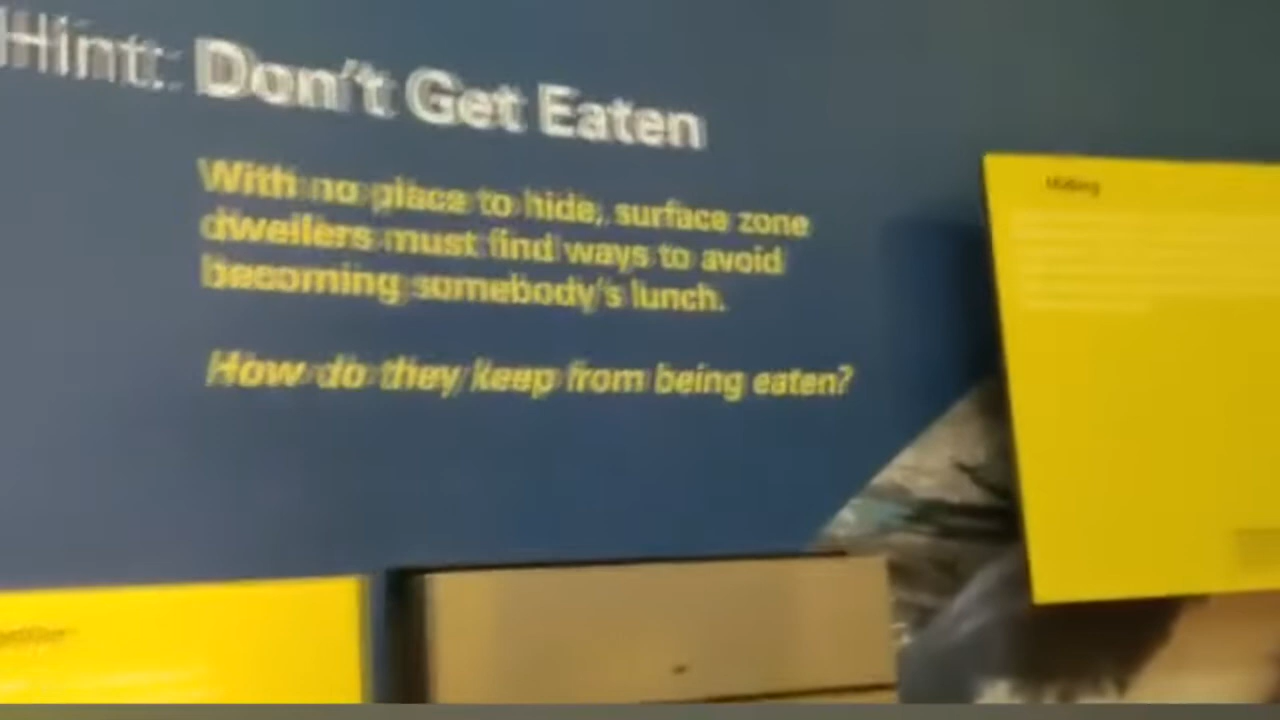 Hint: Don't Get Eaten
With no place to hide, surface zone
dwellers must find ways to avoid
becoming somebody's lunch.
How do they keep from being eaten?
Hiding